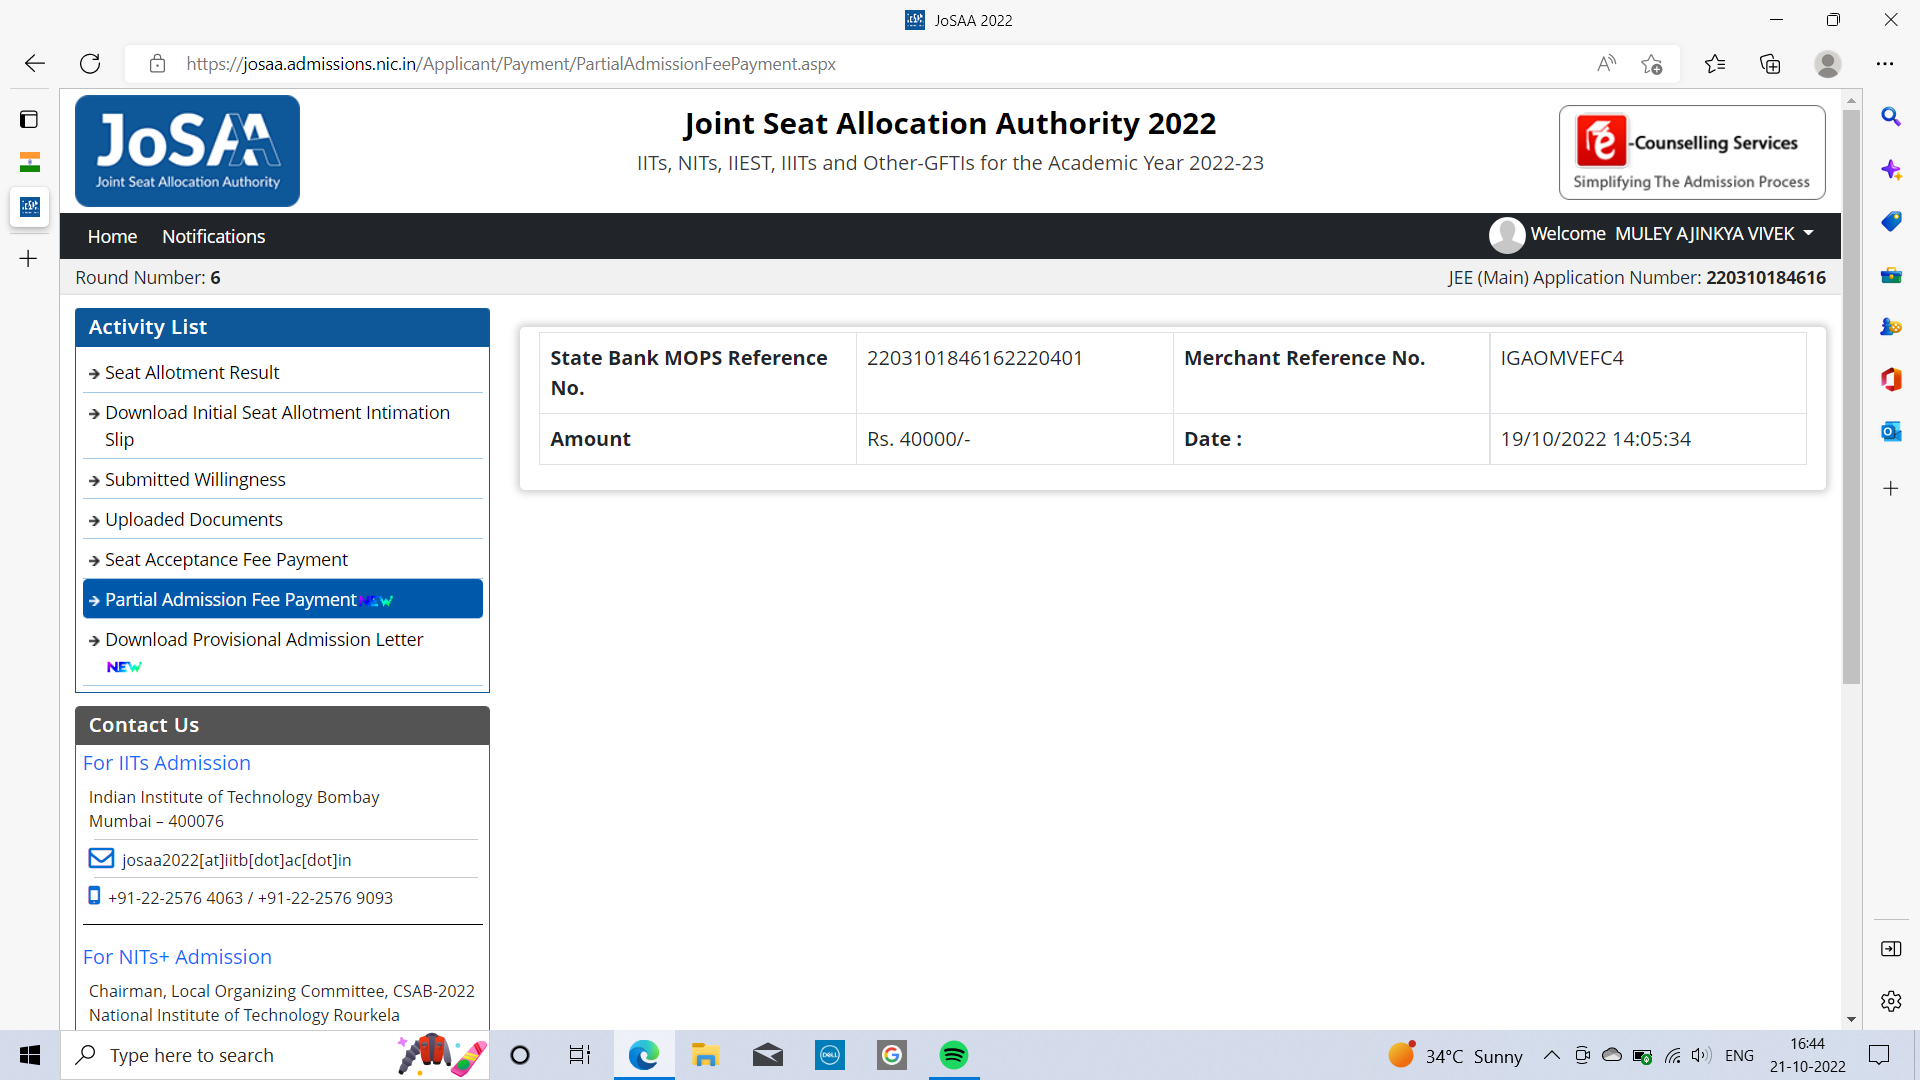 JoSAA 2022
https://josaa.admissions.nic.in/Applicant/Payment/PartialAdmissionFeePayment.aspx
JoSAA
Joint Seat Allocation Authority
Joint Seat Allocation Authority 2022
IITs, NITs, IIEST, IIITs and Other-GFTIs for the Academic Year 2022-23
e-Counselling Services
Simplifying The Admission Process
Home Notifications
Welcome MULEY AJINKYA VIVEK
Round Number: 6
JEE (Main) Application Number: 220310184616
Activity List
Seat Allotment Result
Download Initial Seat Allotment Intimation
Slip
Submitted Willingness
Uploaded Documents
Seat Acceptance Fee Payment
Partial Admission Fee Payment NEW
Download Provisional Admission Letter
NEW
State Bank MOPS Reference
No.
2203101846162220401
Merchant Reference No.
IGAOMVEFC4
Amount
Rs. 40000/-
Date :
19/10/2022 14:05:34
Contact Us
For IITs Admission
Indian Institute of Technology Bombay
Mumbai – 400076
josaa2022[at]iitb[dot]ac[dot]in
+91-22-2576 4063 / +91-22-2576 9093
For NITs+ Admission
Chairman, Local Organizing Committee, CSAB-2022
National Institute of Technology Rourkela
Type here to search
DELL
G
34°C Sunny
ENG
16:44
21-10-2022